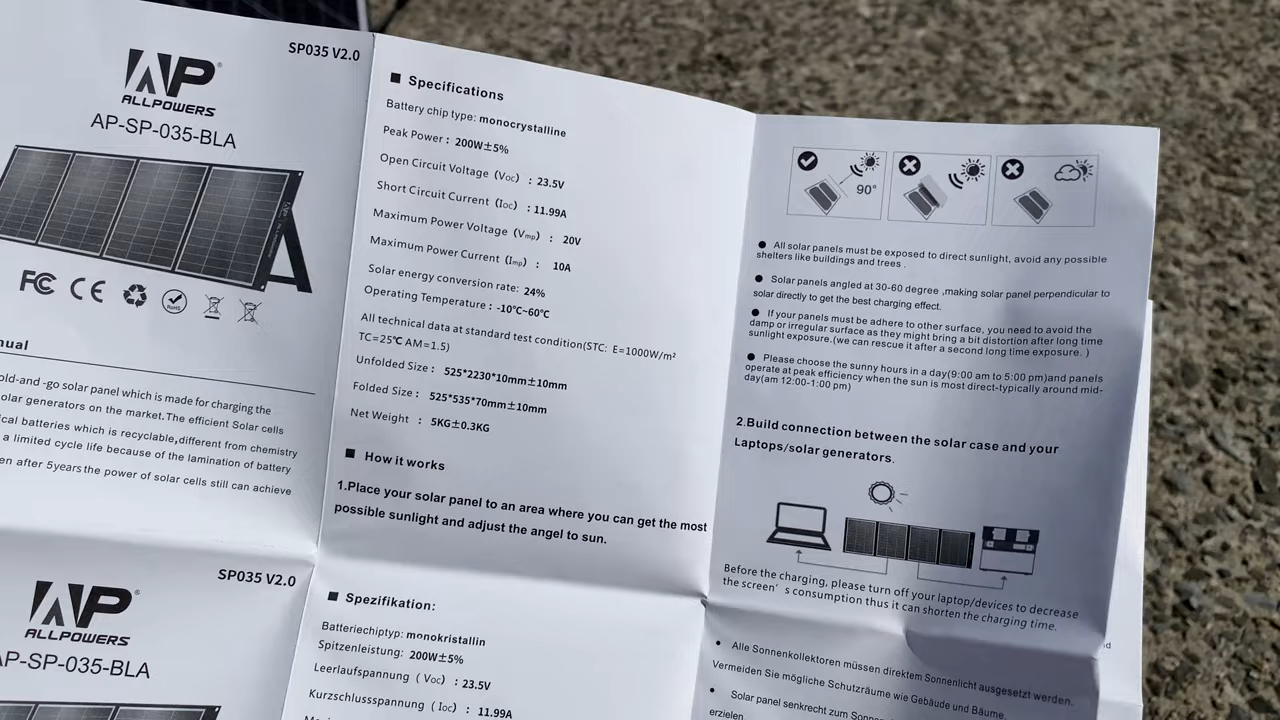 SP035 V2.0
AP®
ALLPOWERS
AP-SP-035-BLA
FC CE RoHS
nual
old-and -go solar panel which is made for charging the
olar generators on the market.The efficient Solar cells
ical batteries which is recyclable,different from chemistry
a limited cycle life because of the lamination of battery
en after 5years the power of solar cells still can achieve
■ Specifications
Battery chip type: monocrystalline
Peak Power : 200W±5%
Open Circuit Voltage (Voc) : 23.5V
Short Circuit Current (Ioc) : 11.99A
Maximum Power Voltage (Vmp) : 20V
Maximum Power Current (Imp) : 10A
Solar energy conversion rate: 24%
Operating Temperature : -10℃~60℃
All technical data at standard test condition(STC: E=1000W/m²
TC=25℃ AM=1.5)
Unfolded Size : 525*2230*10mm±10mm
Folded Size : 525*535*70mm±10mm
Net Weight : 5KG±0.3KG
■ How it works
1.Place your solar panel to an area where you can get the most
possible sunlight and adjust the angel to sun.
90°
● All solar panels must be exposed to direct sunlight, avoid any possible
shelters like buildings and trees .
● Solar panels angled at 30-60 degree ,making solar panel perpendicular to
solar directly to get the best charging effect.
● If your panels must be adhere to other surface, you need to avoid the
damp or irregular surface as they might bring a bit distortion after long time
sunlight exposure.(we can rescue it after a second long time exposure. )
● Please choose the sunny hours in a day(9:00 am to 5:00 pm)and panels
operate at peak efficiency when the sun is most direct-typically around mid-
day(am 12:00-1:00 pm)
2.Build connection between the solar case and your
Laptops/solar generators.
Before the charging, please turn off your laptop/devices to decrease
the screen's consumption thus it can shorten the charging time.
SP035 V2.0
AP®
ALLPOWERS
AP-SP-035-BLA
■ Spezifikation:
Batteriechiptyp: monokristallin
Spitzenleistung: 200W±5%
Leerlaufspannung ( Voc) : 23.5V
Kurzschlussspannung ( Ioc) : 11.99A
● Alle Sonnenkollektoren müssen direktem Sonnenlicht ausgesetzt werden.
Vermeiden Sie mögliche Schutzräume wie Gebäude und Bäume.
● Solar panel senkrecht zum
erzielen